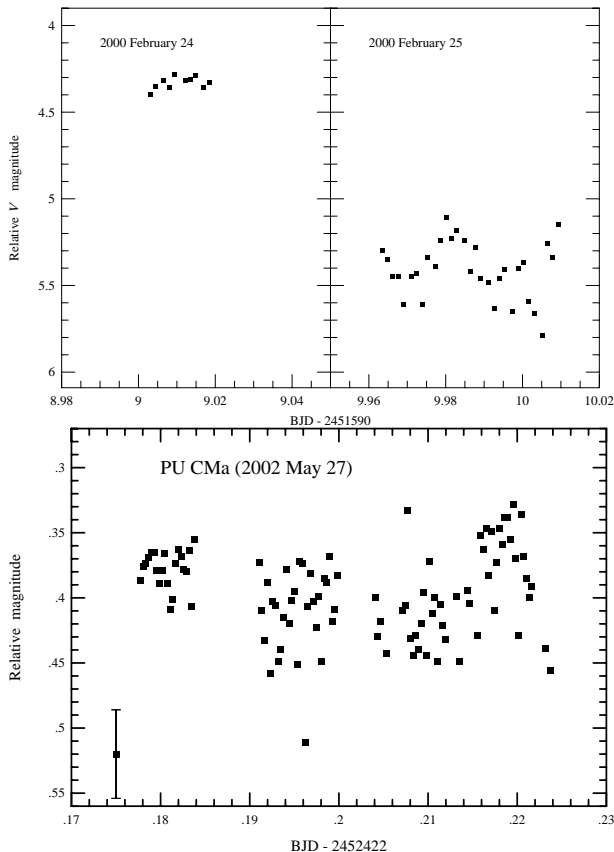 2000 February 24
2000 February 25
Relative V magnitude
4
4.5
5
5.5
6
8.98 9 9.02 9.04 9.96 9.98 10 10.02
BJD - 2451590
PU CMa (2002 May 27)
Relative magnitude
.3
.35
.4
.45
.5
.55
.17 .18 .19 .2 .21 .22 .23
BJD - 2452422